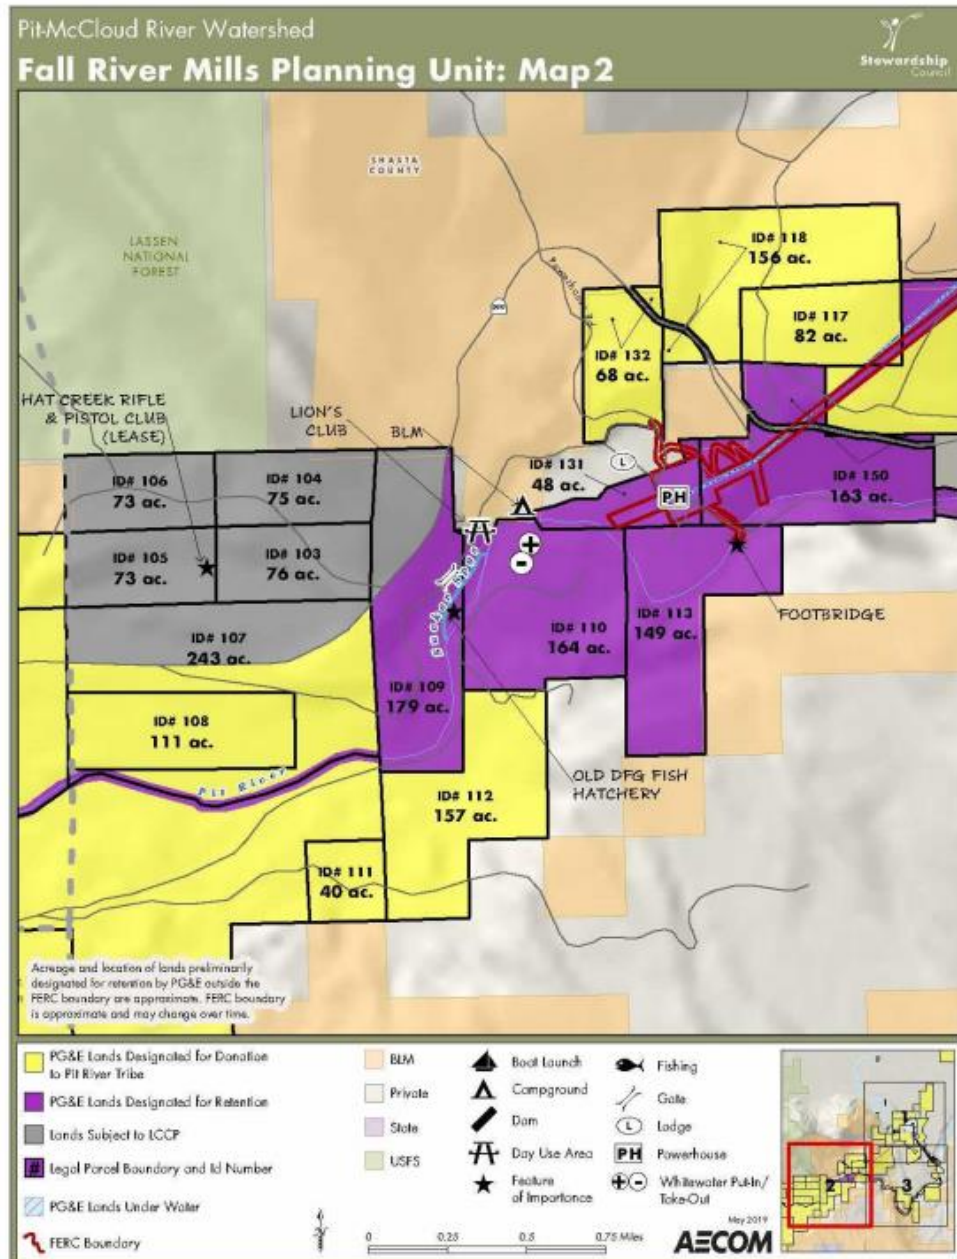 Pit-McCloud River Watershed
Fall River Mills Planning Unit: Map2
Stewardship
Council
SHASTA
COUNTY
LASSEN
NATIONAL
FOREST
ID# 118
156 ac.
ID# 117
82 ac.
ID# 132
68 ac.
HAT CREEK RIFLE
& PISTOL CLUB
(LEASE)
LION'S
CLUB
BLM
ID# 106
73 ac.
ID# 104
75 ac.
ID# 131
48 ac.
L
PH
ID# 150
163 ac.
ID# 105
73 ac.
ID# 103
76 ac.
ID# 107
243 ac.
ID# 109
179 ac.
ID# 110
164 ac.
ID# 113
149 ac.
FOOTBRIDGE
ID# 108
111 ac.
Pit River
OLD DFG FISH
HATCHERY
ID# 112
157 ac.
ID# 111
40 ac.
Acreage and location of lands preliminarily
designated for retention by PG&E outside the
FERC boundary are approximate. FERC boundary
is approximate and may change over time.
PG&E Lands Designated for Donation
to Pit River Tribe
PG&E Lands Designated for Retention
Lands Subject to LCCP
# Legal Parcel Boundary and Id Number
PG&E Lands Under Water
FERC Boundary
BLM
Private
State
USFS
Boat Launch
Campground
Dam
Day Use Area
Feature
of Importance
Fishing
Gate
L Lodge
PH Powerhouse
Whitewater Put-In/
Take-Out
0 0.25 0.5 0.75 Miles
May 2019
AECOM
1
2
3